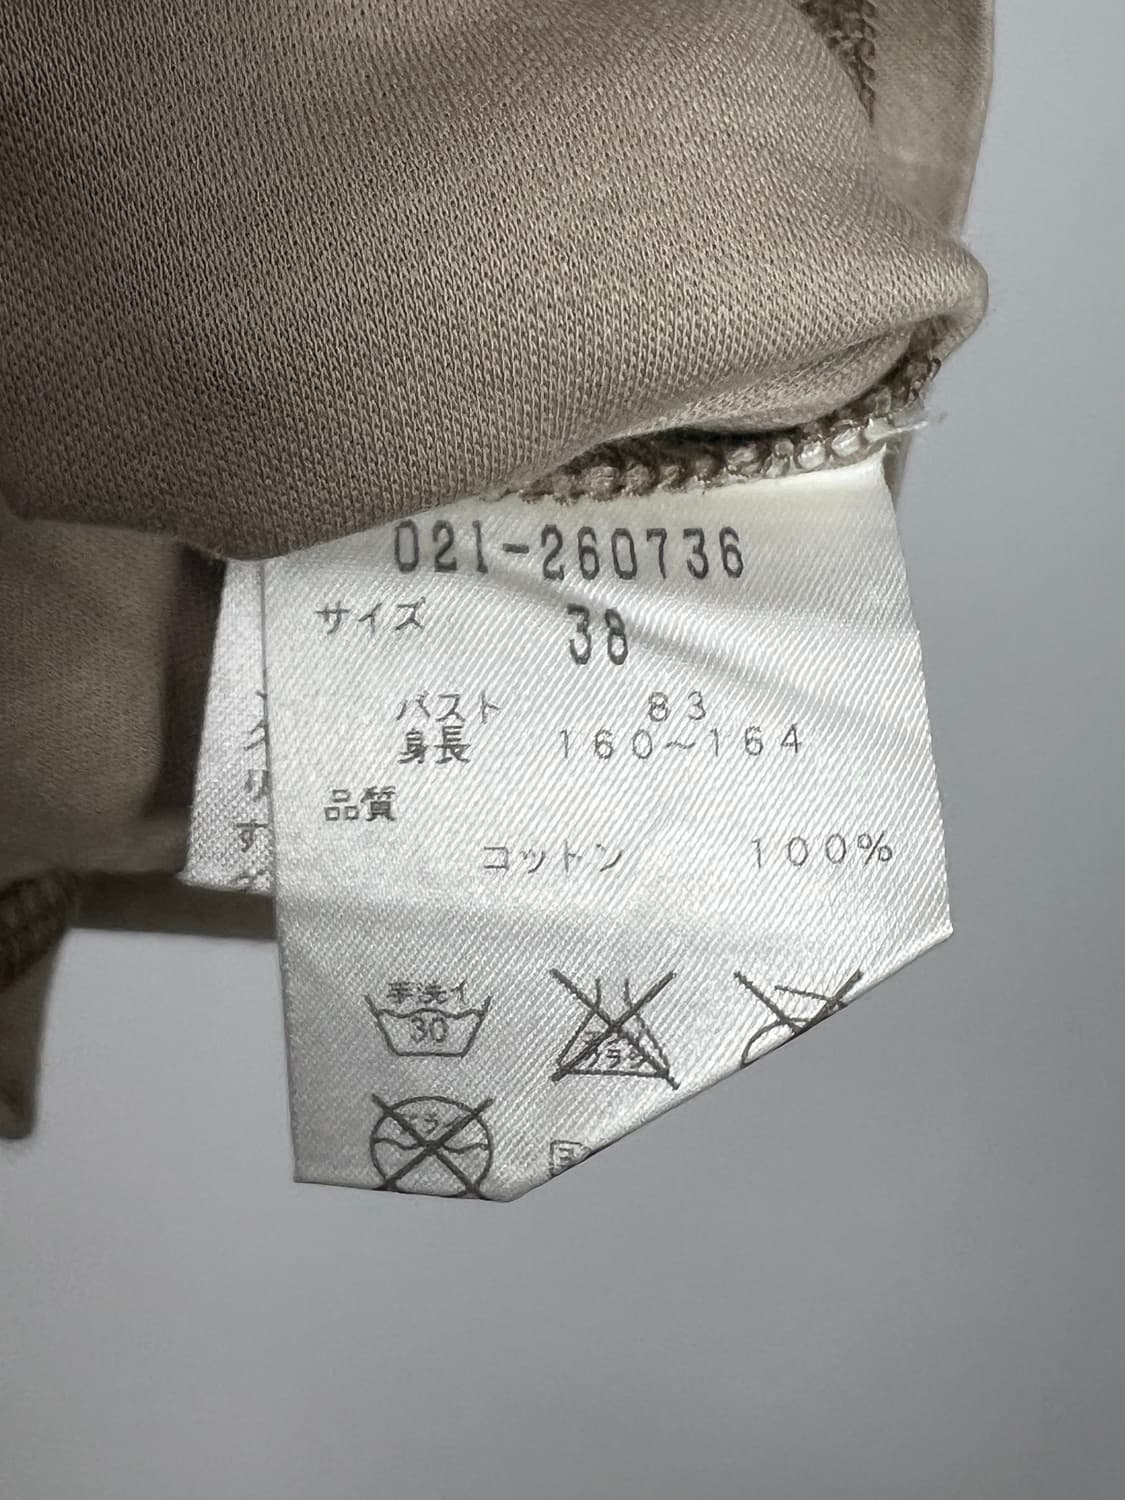 021-260736
サイズ 38
バスト 83
身長 160~164
品質
コットン 100%
手洗イ
30